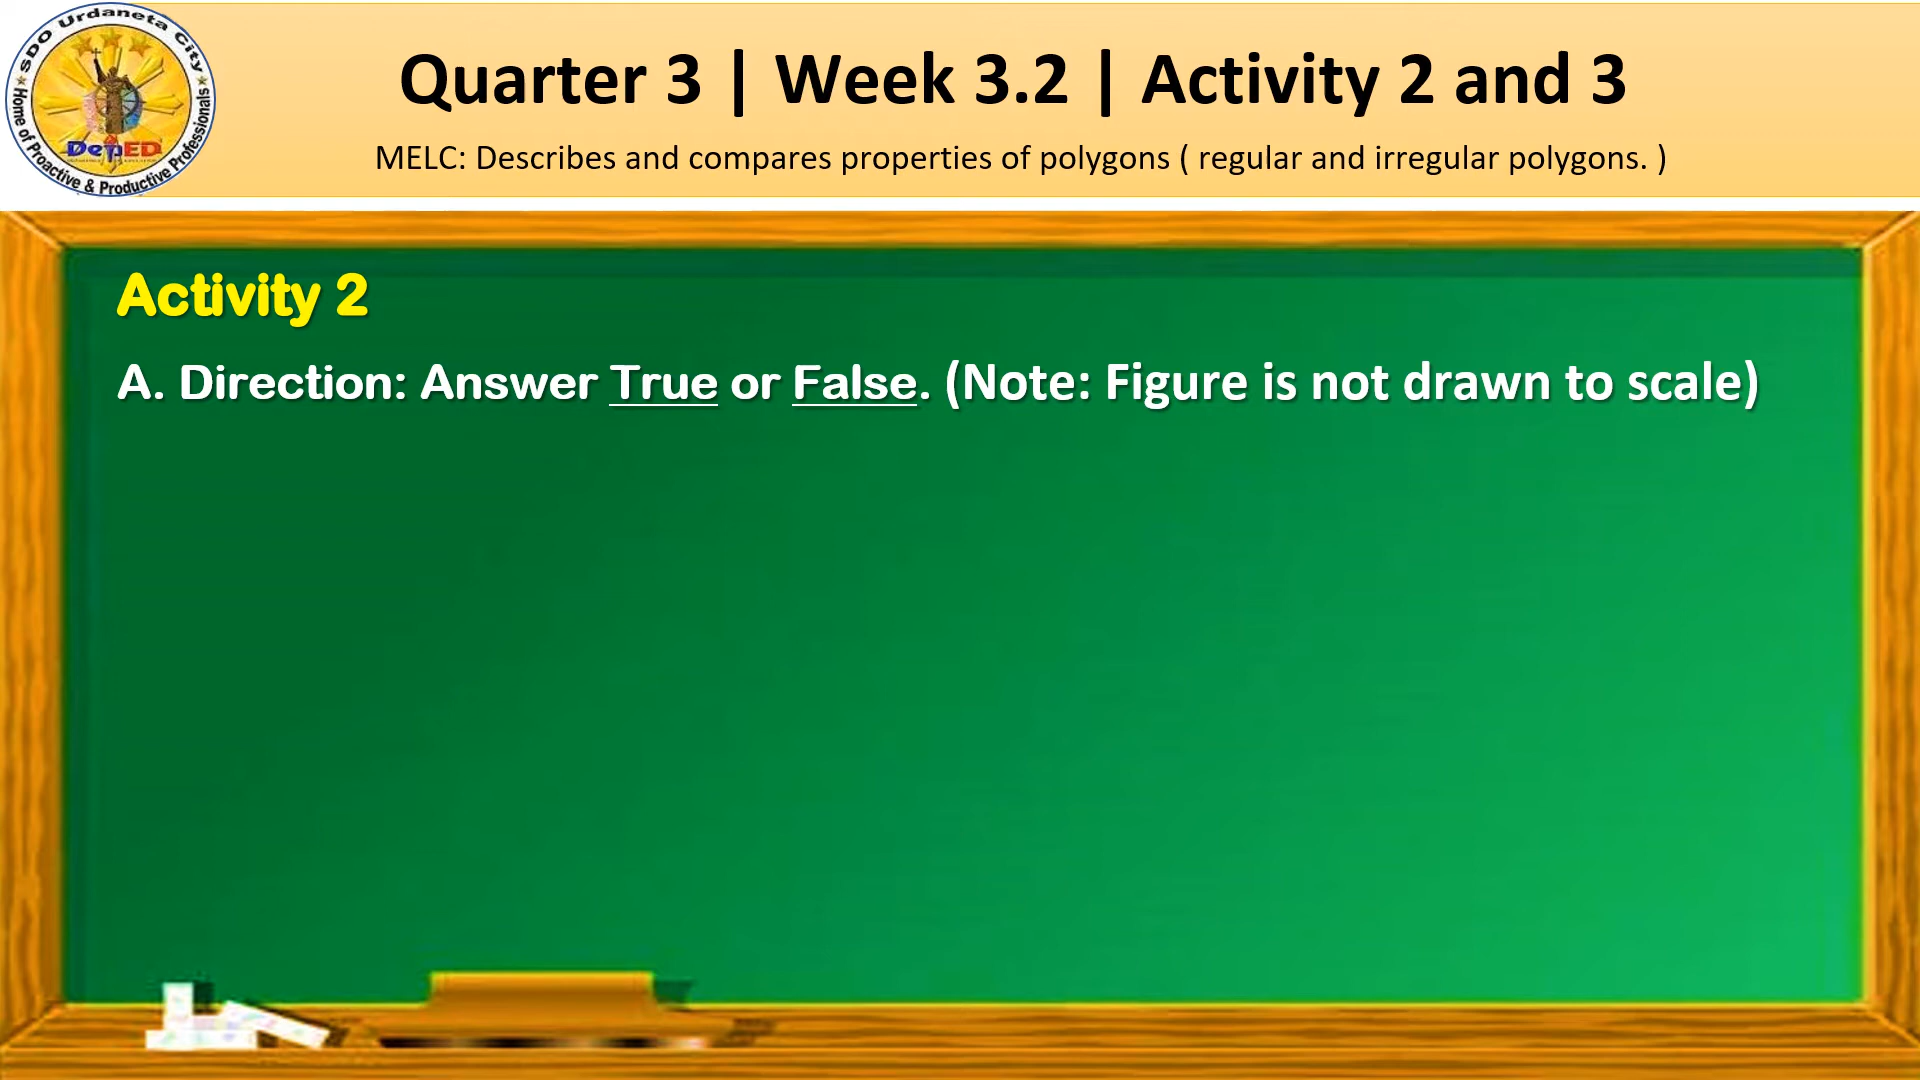 SDO Urdaneta City
Home of Proactive & Productive Professionals
DepED
Quarter 3 | Week 3.2 | Activity 2 and 3
MELC: Describes and compares properties of polygons ( regular and irregular polygons. )
Activity 2
A. Direction: Answer True or False. (Note: Figure is not drawn to scale)